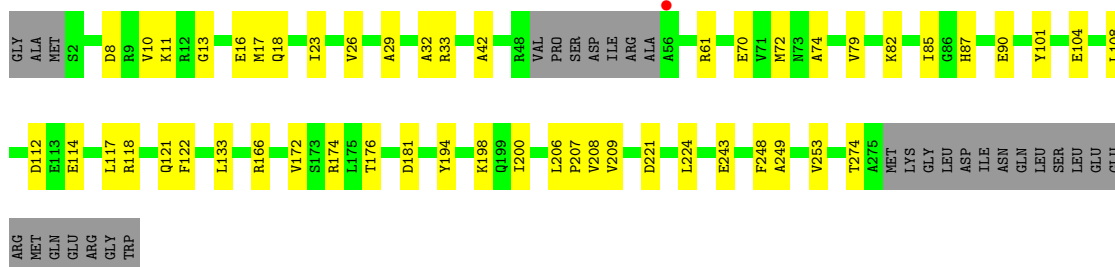 GLY ALA MET S2 D8 R9 V10 K11 R12 G13 E16 M17 Q18 I23 V26 A29 A32 R33 A42 R48 VAL PRO SER ASP ILE ARG ALA A56 R61 E70 V71 M72 N73 A74 V79 K82 I85 G86 H87 E90 Y101 E104 L108
D112 E113 E114 L117 R118 Q121 F122 L133 R166 V172 S173 R174 L175 T176 D181 Y194 K198 Q199 I200 L206 P207 V208 V209 D221 L224 E243 F248 A249 V253 T274 A275 MET LYS GLY LEU ASP ILE ASN GLN LEU SER LEU GLU GLU
ARG MET GLN GLU ARG GLY TRP